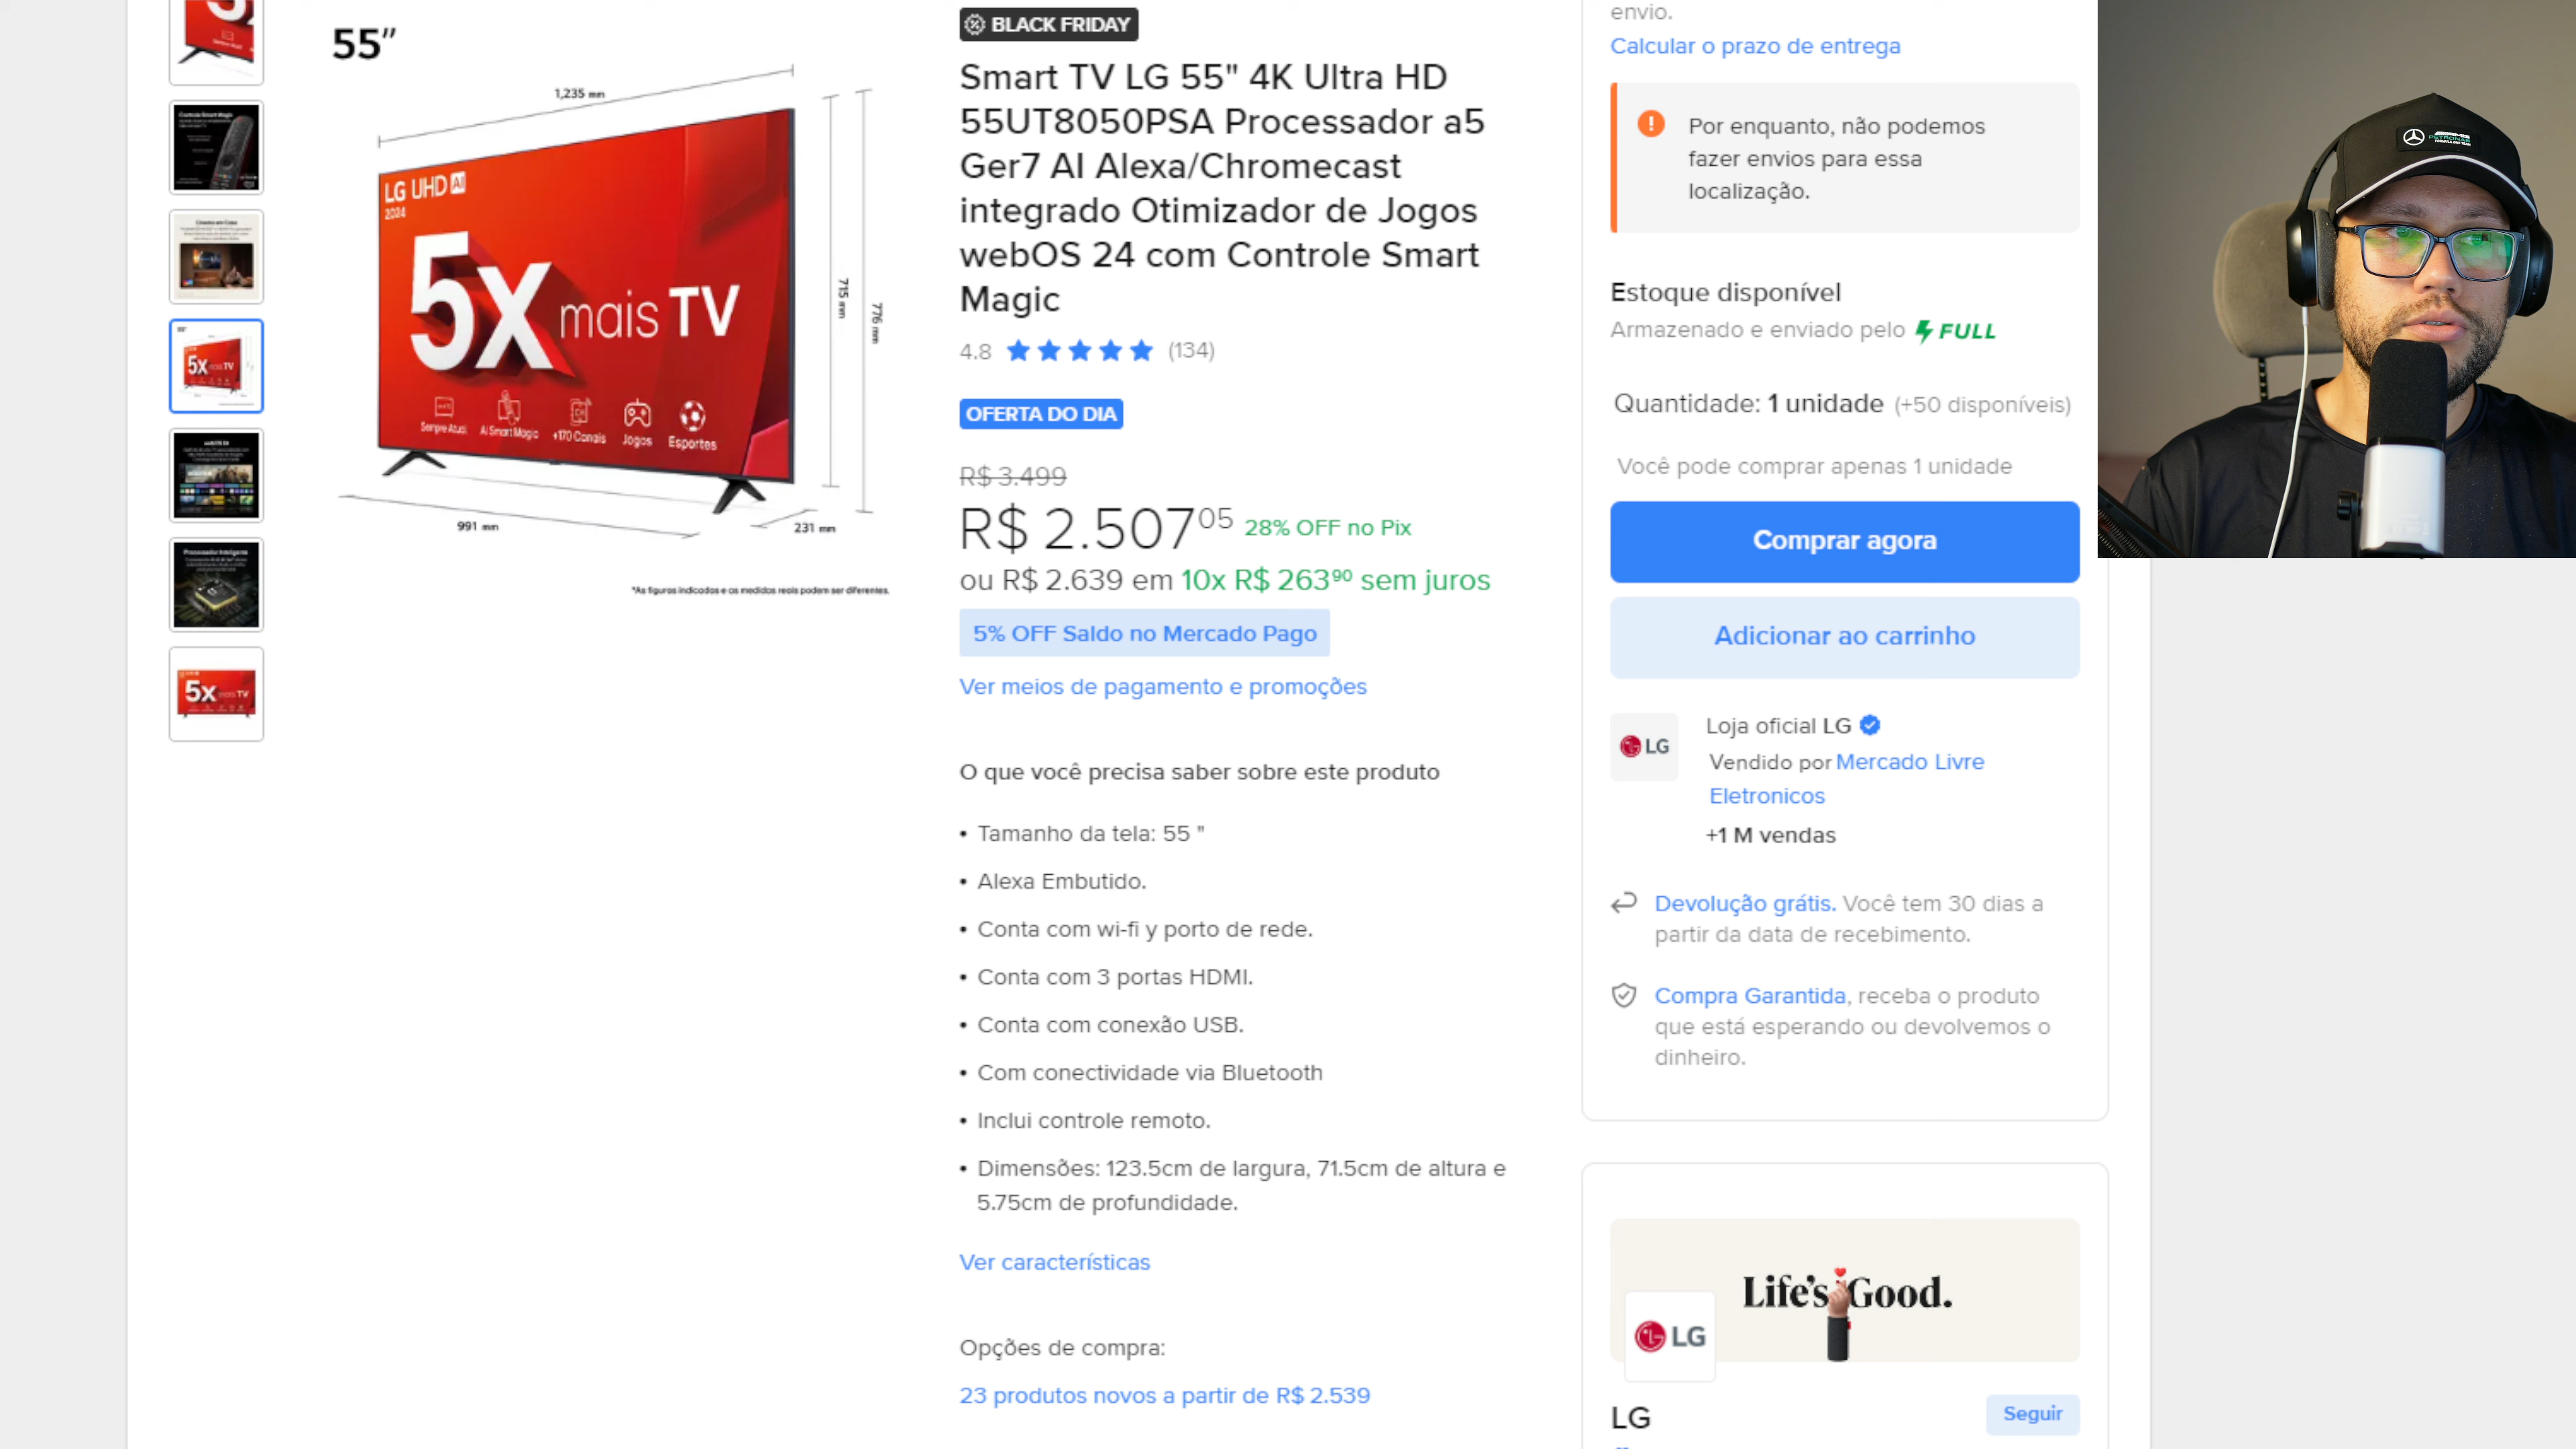 55"
1,235 mm
LG UHD AI
2024
5X mais TV
Sempre Atual
AI Smart Magic
+170 Canais
Jogos
Esportes
715 mm
776 mm
991 mm
231 mm
*As figuras indicadas e as medidas reais podem ser diferentes.
BLACK FRIDAY
Smart TV LG 55" 4K Ultra HD
55UT8050PSA Processador a5
Ger7 AI Alexa/Chromecast
integrado Otimizador de Jogos
webOS 24 com Controle Smart
Magic
4.8 (134)
OFERTA DO DIA
R$ 3.499
R$ 2.507 05 28% OFF no Pix
ou R$ 2.639 em 10x R$ 263 90 sem juros
5% OFF Saldo no Mercado Pago
Ver meios de pagamento e promoções
O que você precisa saber sobre este produto
• Tamanho da tela: 55 "
• Alexa Embutido.
• Conta com wi-fi y porto de rede.
• Conta com 3 portas HDMI.
• Conta com conexão USB.
• Com conectividade via Bluetooth
• Inclui controle remoto.
• Dimensões: 123.5cm de largura, 71.5cm de altura e
5.75cm de profundidade.
Ver características
Opções de compra:
23 produtos novos a partir de R$ 2.539
envio.
Calcular o prazo de entrega
Por enquanto, não podemos
fazer envios para essa
localização.
Estoque disponível
Armazenado e enviado pelo FULL
Quantidade: 1 unidade (+50 disponíveis)
Você pode comprar apenas 1 unidade
Comprar agora
Adicionar ao carrinho
LG
Loja oficial LG
Vendido por Mercado Livre
Eletronicos
+1 M vendas
Devolução grátis. Você tem 30 dias a
partir da data de recebimento.
Compra Garantida, receba o produto
que está esperando ou devolvemos o
dinheiro.
Life's Good.
LG
LG
Seguir
PETRONAS